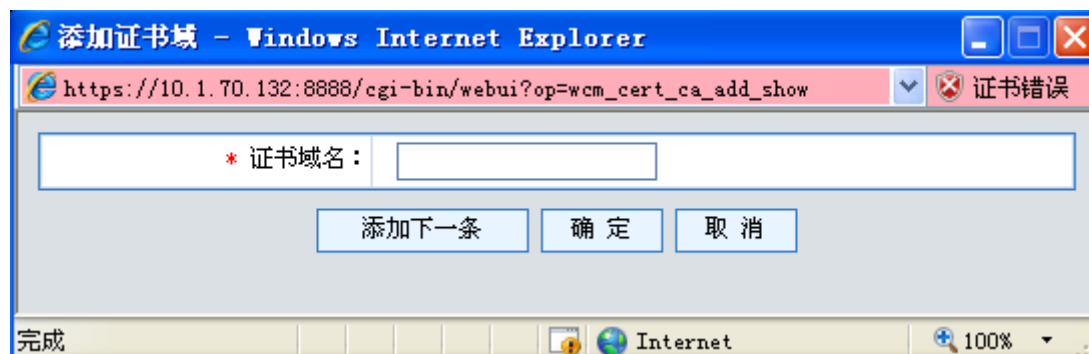 添加证书域 - Windows Internet Explorer
https://10.1.70.132:8888/cgi-bin/webui?op=wcm_cert_ca_add_show 证书错误
* 证书域名：
添加下一条 确 定 取 消
完成 Internet 100%